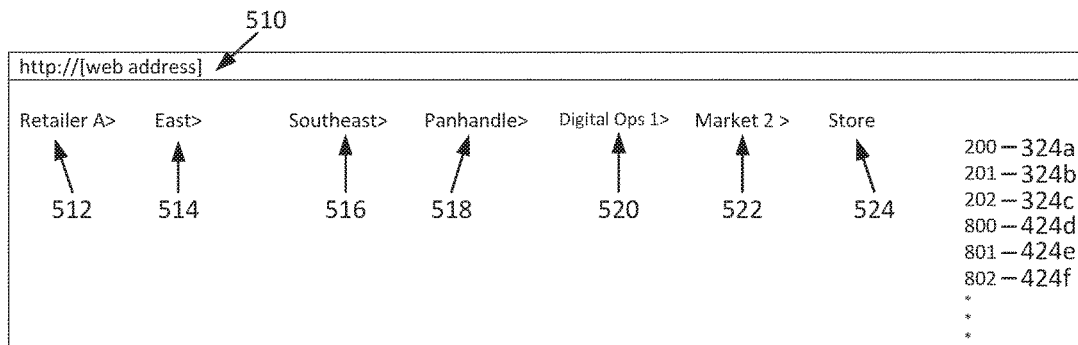 510
http://[web address]
Retailer A> East> Southeast> Panhandle> Digital Ops 1> Market 2 > Store
512 514 516 518 520 522 524
200 — 324a
201 — 324b
202 — 324c
800 — 424d
801 — 424e
802 — 424f
*
*
*